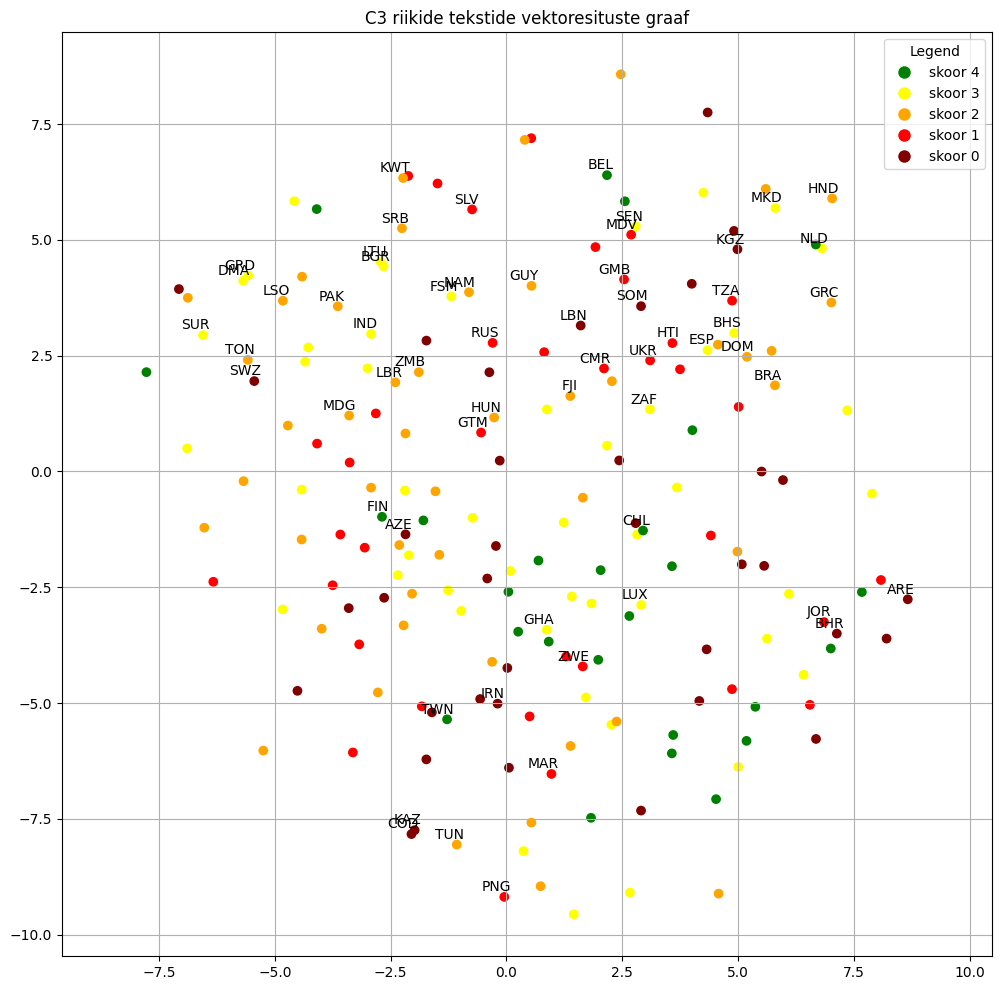 C3 riikide tekstide vektoresituste graaf
Legend
skoor 4
skoor 3
skoor 2
skoor 1
skoor 0
BEL
KWT
HND
MKD
SLV
SEN
SRB
MDV
NLD
KGZ
LTU
BGR
GRD
DMA
GMB
GUY
NAM
FSM
SOM
TZA
GRC
LSO
PAK
LBN
BHS
SUR
IND
RUS
HTI
ESP
DOM
TON
UKR
CMR
ZMB
SWZ
LBR
BRA
FJI
MDG
HUN
ZAF
GTM
FIN
AZE
CHL
LUX
ARE
GHA
JOR
BHR
ZWE
IRN
TWN
MAR
KAZ
TUN
PNG
7.5
5.0
2.5
0.0
−2.5
−5.0
−7.5
−10.0
−7.5
−5.0
−2.5
0.0
2.5
5.0
7.5
10.0